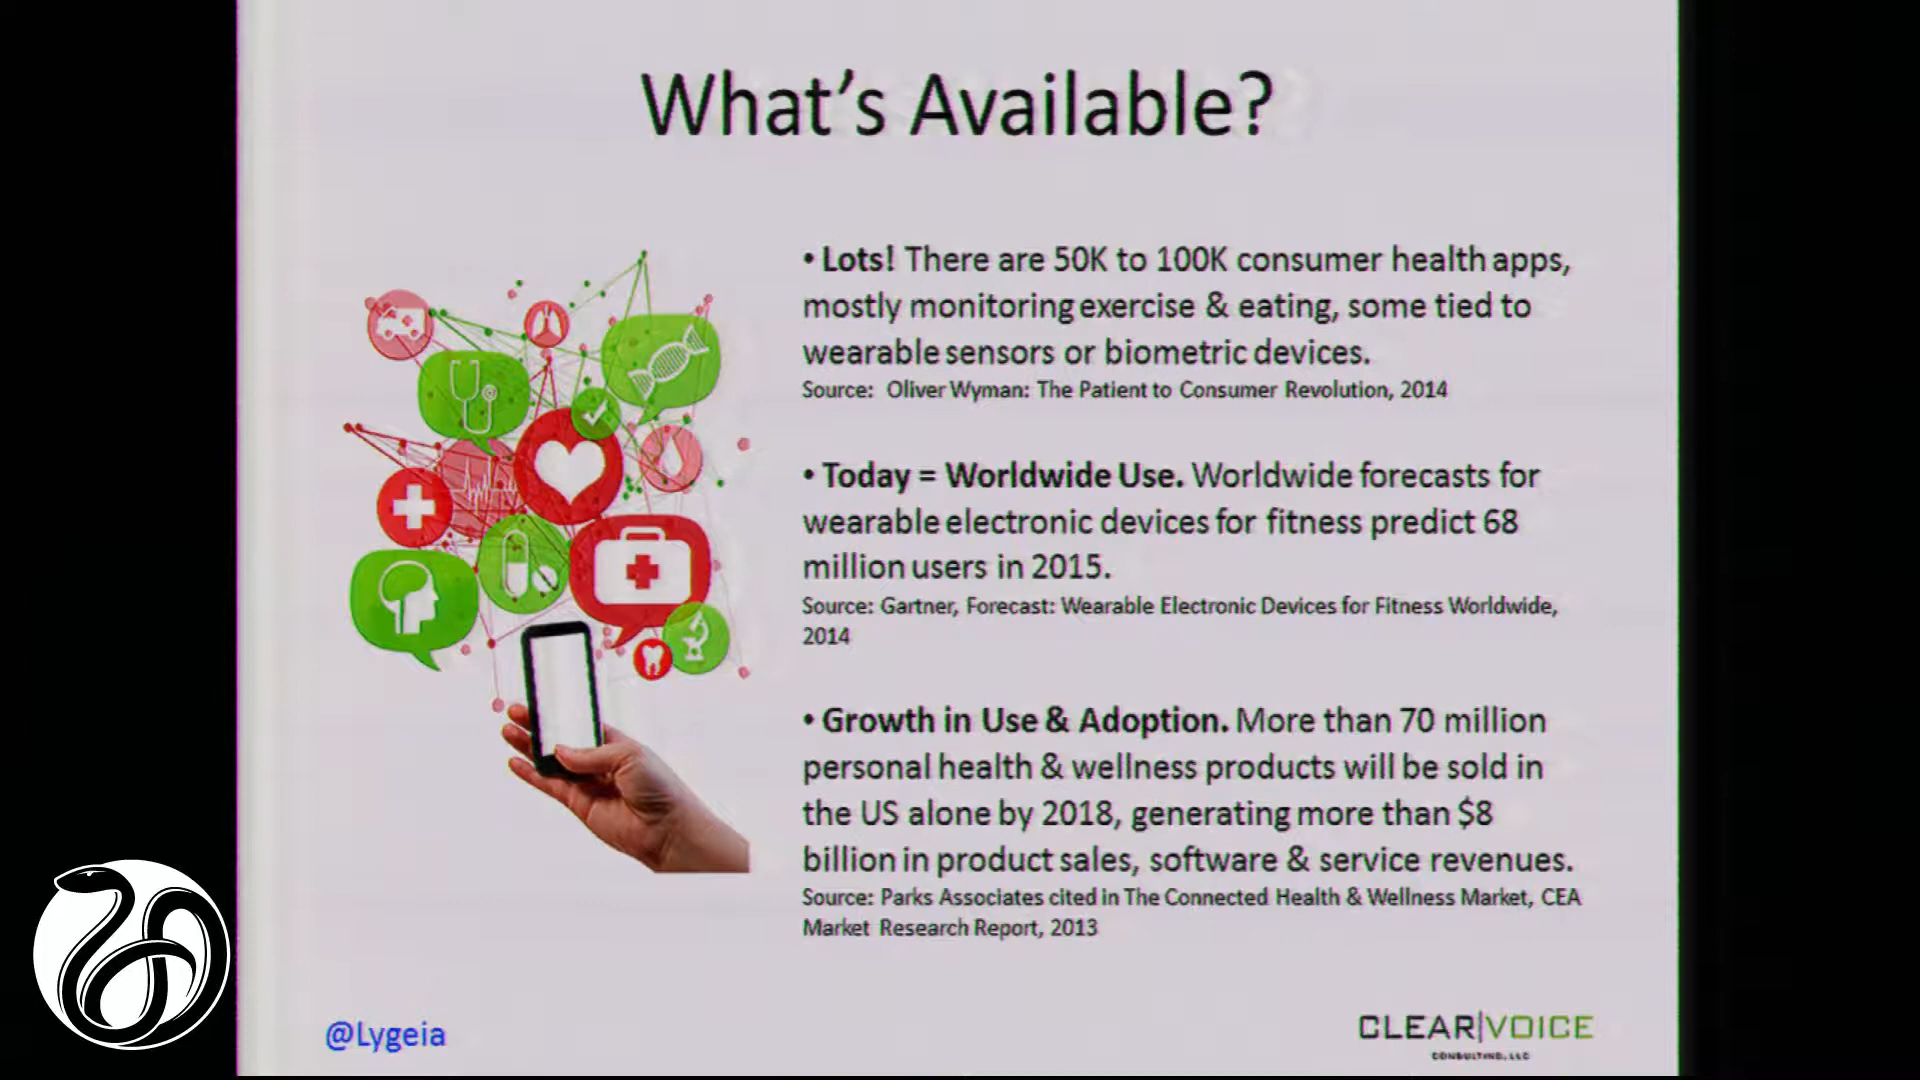 What's Available?
• Lots! There are 50K to 100K consumer health apps,
mostly monitoring exercise & eating, some tied to
wearable sensors or biometric devices.
Source: Oliver Wyman: The Patient to Consumer Revolution, 2014
• Today = Worldwide Use. Worldwide forecasts for
wearable electronic devices for fitness predict 68
million users in 2015.
Source: Gartner, Forecast: Wearable Electronic Devices for Fitness Worldwide,
2014
• Growth in Use & Adoption. More than 70 million
personal health & wellness products will be sold in
the US alone by 2018, generating more than $8
billion in product sales, software & service revenues.
Source: Parks Associates cited in The Connected Health & Wellness Market, CEA
Market Research Report, 2013
@Lygeia
CLEAR|VOICE
CONSULTING, LLC